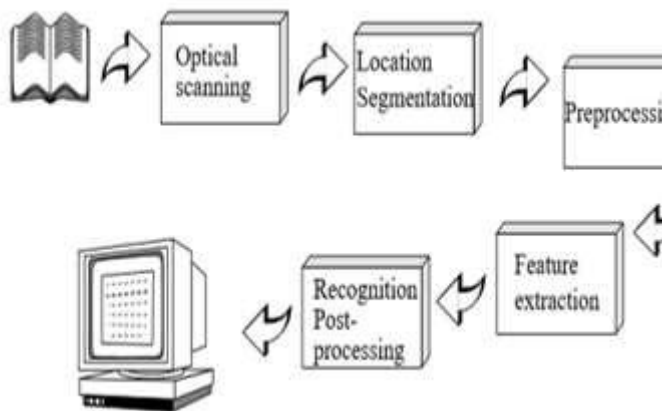 Optical
scanning
Location
Segmentation
Preprocessi
Feature
extraction
Recognition
Post-
processing